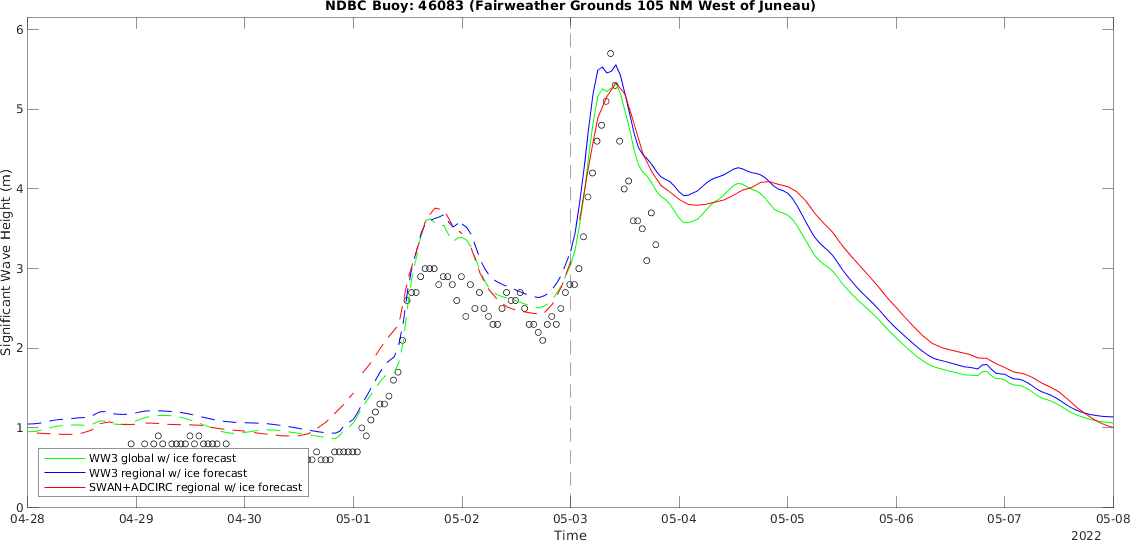 NDBC Buoy: 46083 (Fairweather Grounds 105 NM West of Juneau)
6
5
4
3
2
1
0
Significant Wave Height (m)
WW3 global w/ ice forecast
WW3 regional w/ ice forecast
SWAN+ADCIRC regional w/ ice forecast
04-28 04-29 04-30 05-01 05-02 05-03 05-04 05-05 05-06 05-07 05-08
Time
2022